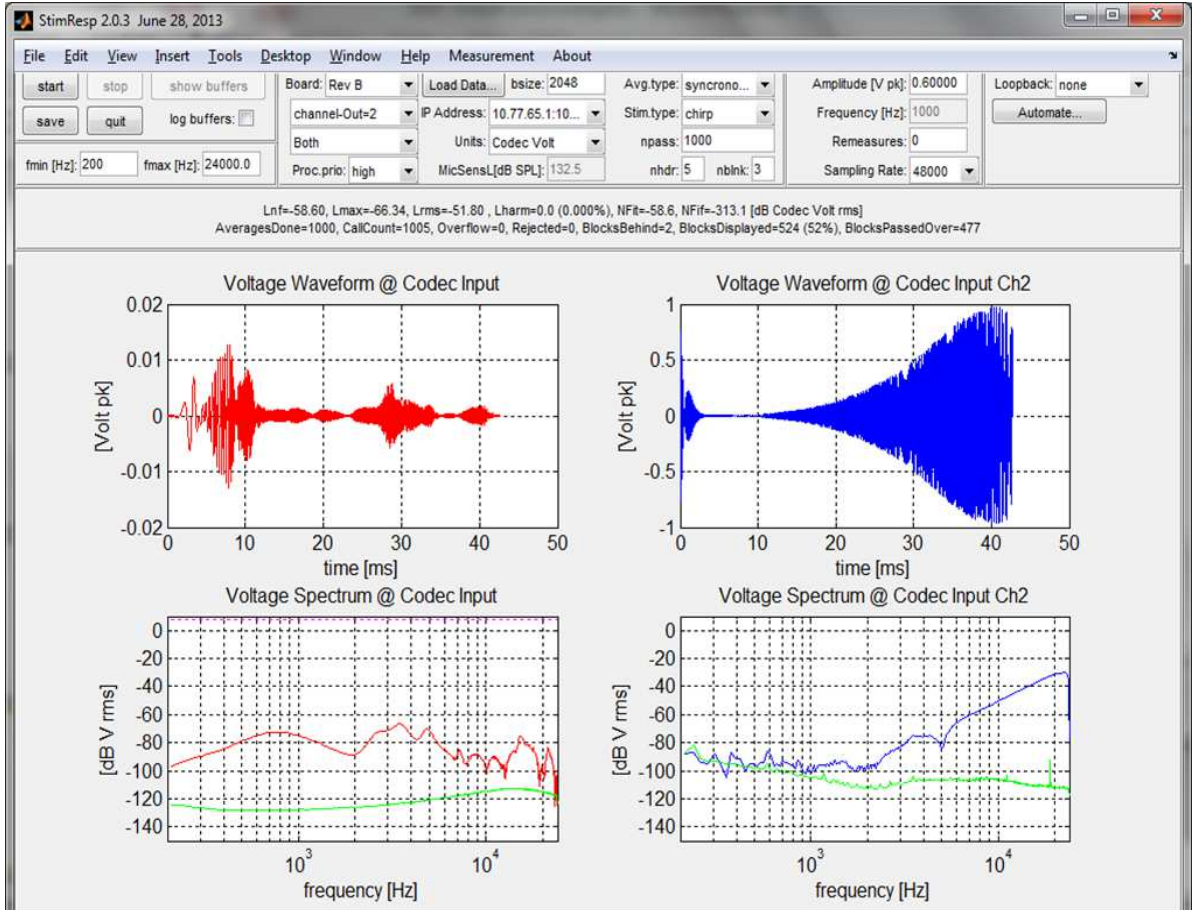 StimResp 2.0.3 June 28, 2013
File Edit View Insert Tools Desktop Window Help Measurement About
start stop show buffers Board: Rev B Load Data... bsize: 2048 Avg.type: syncrono... Amplitude [V pk]: 0.60000 Loopback: none
channel-Out=2 IP Address: 10.77.65.1:10... Stim.type: chirp Frequency [Hz]: 1000 Automate...
save quit log buffers:
Both Units: Codec Volt npass: 1000 Remeasures: 0
fmin [Hz]: 200 fmax [Hz]: 24000.0 Proc.prio: high MicSensL[dB SPL]: 132.5 nhdr: 5 nblnk: 3 Sampling Rate: 48000
Lnf=-58.60, Lmax=-66.34, Lrms=-51.80 , Lharm=0.0 (0.000%), NFit=-58.6, NFif=-313.1 [dB Codec Volt rms]
AveragesDone=1000, CallCount=1005, Overflow=0, Rejected=0, BlocksBehind=2, BlocksDisplayed=524 (52%), BlocksPassedOver=477
Voltage Waveform @ Codec Input
[Volt pk]
0.02
0.01
0
-0.01
-0.02
0 10 20 30 40 50
time [ms]
Voltage Waveform @ Codec Input Ch2
[Volt pk]
1
0.5
0
-0.5
-1
0 10 20 30 40 50
time [ms]
Voltage Spectrum @ Codec Input
[dB V rms]
0
-20
-40
-60
-80
-100
-120
-140
10^3 10^4
frequency [Hz]
Voltage Spectrum @ Codec Input Ch2
[dB V rms]
0
-20
-40
-60
-80
-100
-120
-140
10^3 10^4
frequency [Hz]